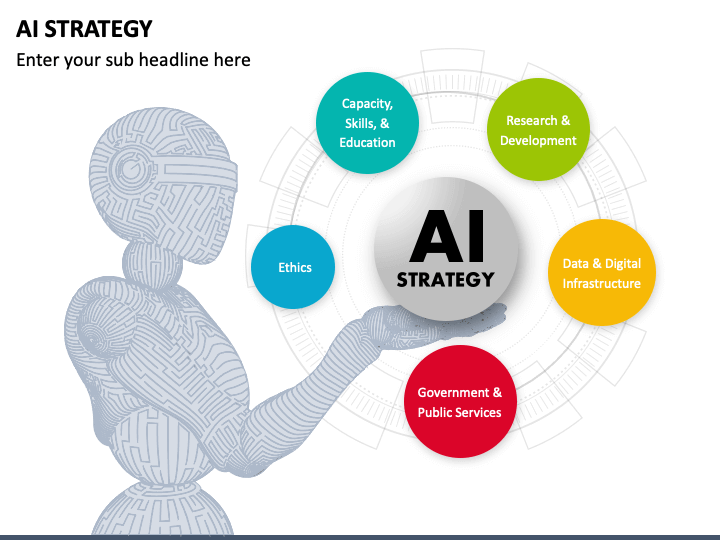 AI STRATEGY
Enter your sub headline here
Capacity,
Skills, &
Education
Research &
Development
AI
STRATEGY
Ethics
Data & Digital
Infrastructure
Government &
Public Services